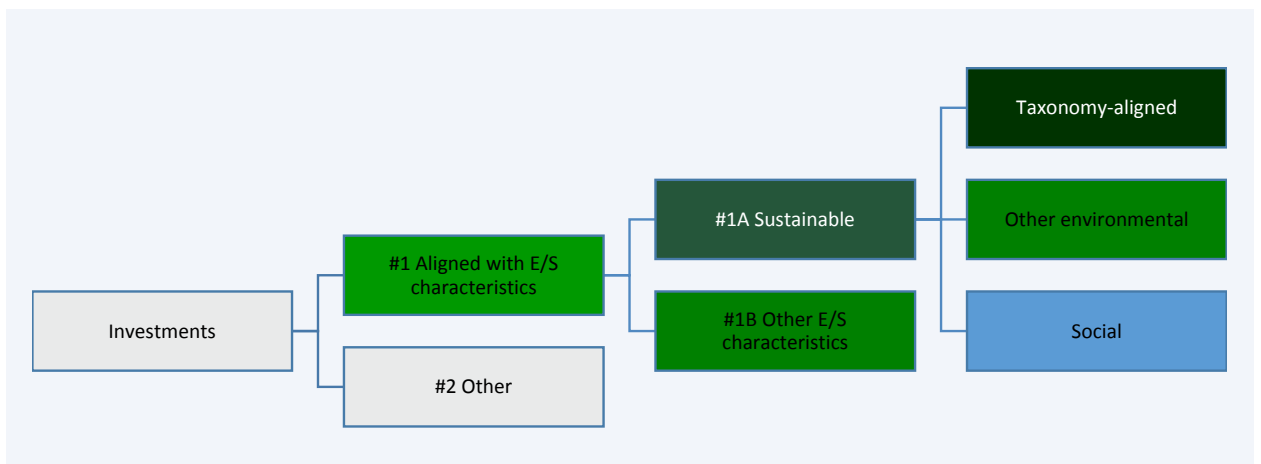 Taxonomy-aligned
#1A Sustainable
Other environmental
#1 Aligned with E/S
characteristics
#1B Other E/S
characteristics
Social
Investments
#2 Other